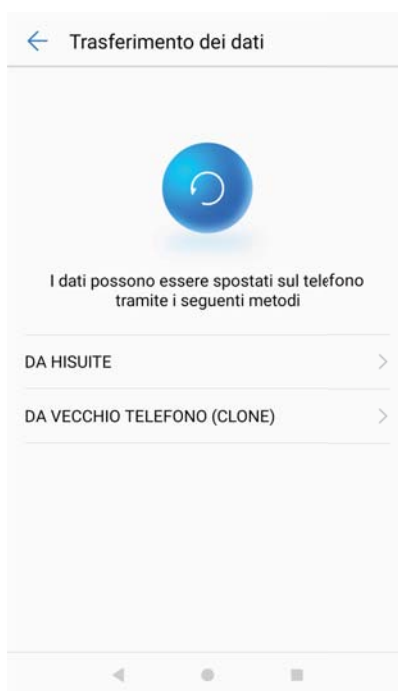 Trasferimento dei dati
I dati possono essere spostati sul telefono
tramite i seguenti metodi
DA HISUITE
DA VECCHIO TELEFONO (CLONE)